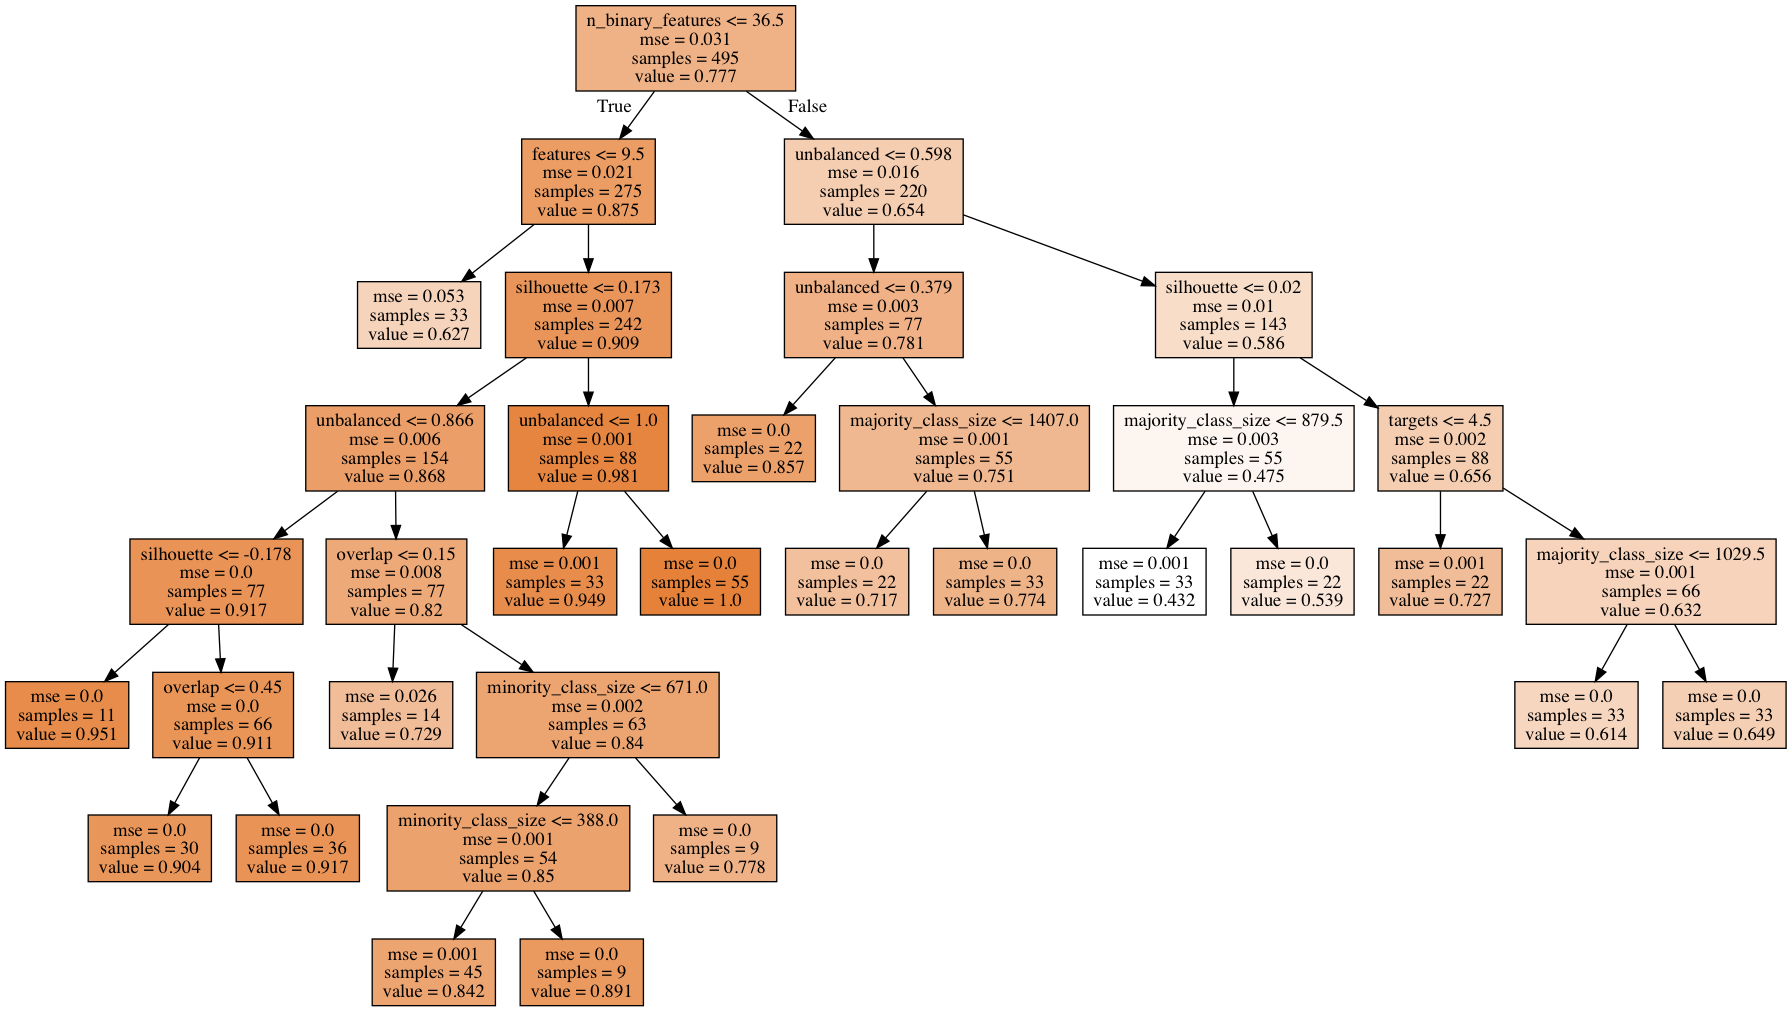 n_binary_features <= 36.5
mse = 0.031
samples = 495
value = 0.777
True
False
features <= 9.5
mse = 0.021
samples = 275
value = 0.875
unbalanced <= 0.598
mse = 0.016
samples = 220
value = 0.654
mse = 0.053
samples = 33
value = 0.627
silhouette <= 0.173
mse = 0.007
samples = 242
value = 0.909
unbalanced <= 0.379
mse = 0.003
samples = 77
value = 0.781
silhouette <= 0.02
mse = 0.01
samples = 143
value = 0.586
unbalanced <= 0.866
mse = 0.006
samples = 154
value = 0.868
unbalanced <= 1.0
mse = 0.001
samples = 88
value = 0.981
mse = 0.0
samples = 22
value = 0.857
majority_class_size <= 1407.0
mse = 0.001
samples = 55
value = 0.751
majority_class_size <= 879.5
mse = 0.003
samples = 55
value = 0.475
targets <= 4.5
mse = 0.002
samples = 88
value = 0.656
silhouette <= -0.178
mse = 0.0
samples = 77
value = 0.917
overlap <= 0.15
mse = 0.008
samples = 77
value = 0.82
mse = 0.001
samples = 33
value = 0.949
mse = 0.0
samples = 55
value = 1.0
mse = 0.0
samples = 22
value = 0.717
mse = 0.0
samples = 33
value = 0.774
mse = 0.001
samples = 33
value = 0.432
mse = 0.0
samples = 22
value = 0.539
mse = 0.001
samples = 22
value = 0.727
majority_class_size <= 1029.5
mse = 0.001
samples = 66
value = 0.632
mse = 0.0
samples = 11
value = 0.951
overlap <= 0.45
mse = 0.0
samples = 66
value = 0.911
mse = 0.026
samples = 14
value = 0.729
minority_class_size <= 671.0
mse = 0.002
samples = 63
value = 0.84
mse = 0.0
samples = 33
value = 0.614
mse = 0.0
samples = 33
value = 0.649
mse = 0.0
samples = 30
value = 0.904
mse = 0.0
samples = 36
value = 0.917
minority_class_size <= 388.0
mse = 0.001
samples = 54
value = 0.85
mse = 0.0
samples = 9
value = 0.778
mse = 0.001
samples = 45
value = 0.842
mse = 0.0
samples = 9
value = 0.891